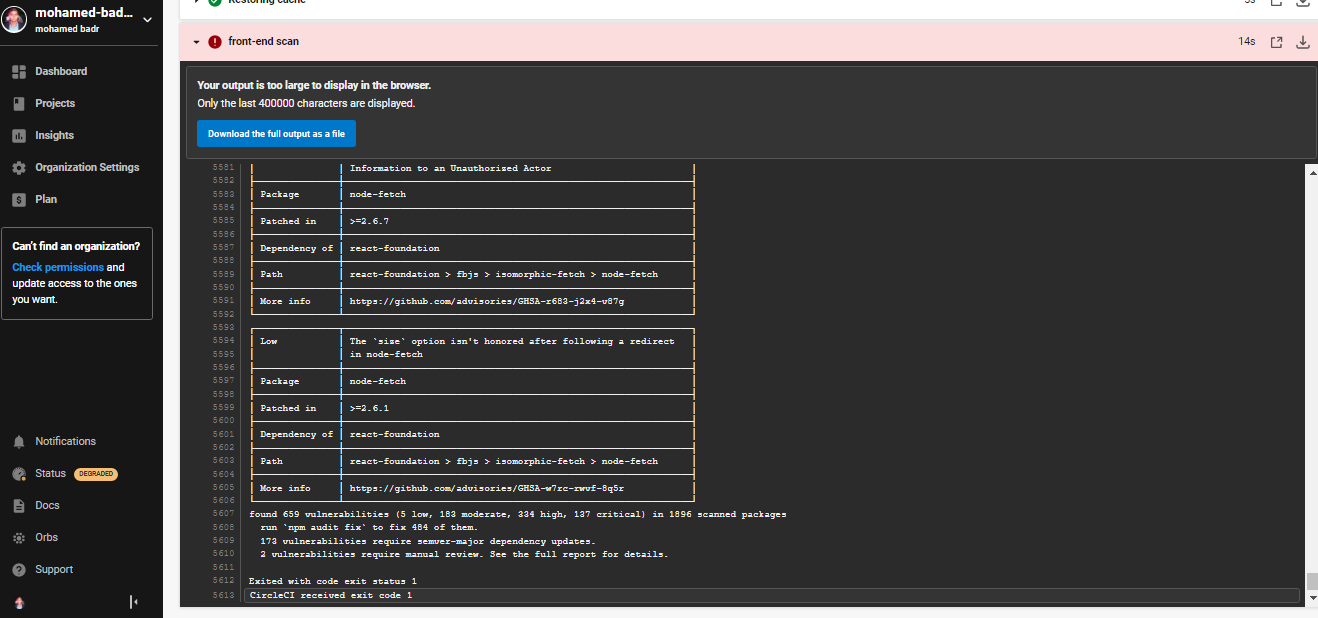 mohamed-bad...
mohamed badr
Dashboard
Projects
Insights
Organization Settings
$ Plan
Can't find an organization?
Check permissions and
update access to the ones
you want.
Notifications
Status DEGRADED
Docs
Orbs
? Support
Restoring cache
front-end scan 14s
Your output is too large to display in the browser.
Only the last 400000 characters are displayed.
Download the full output as a file
5581 Information to an Unauthorized Actor
5582
5583 Package node-fetch
5584
5585 Patched in >=2.6.7
5586
5587 Dependency of react-foundation
5588
5589 Path react-foundation > fbjs > isomorphic-fetch > node-fetch
5590
5591 More info https://github.com/advisories/GHSA-r683-j2x4-v87g
5592
5593
5594 Low The `size` option isn't honored after following a redirect
5595 in node-fetch
5596
5597 Package node-fetch
5598
5599 Patched in >=2.6.1
5600
5601 Dependency of react-foundation
5602
5603 Path react-foundation > fbjs > isomorphic-fetch > node-fetch
5604
5605 More info https://github.com/advisories/GHSA-w7rc-rwvf-8q5r
5606
5607 found 659 vulnerabilities (5 low, 183 moderate, 334 high, 137 critical) in 1896 scanned packages
5608 run `npm audit fix` to fix 484 of them.
5609 173 vulnerabilities require semver-major dependency updates.
5610 2 vulnerabilities require manual review. See the full report for details.
5611
5612 Exited with code exit status 1
5613 CircleCI received exit code 1